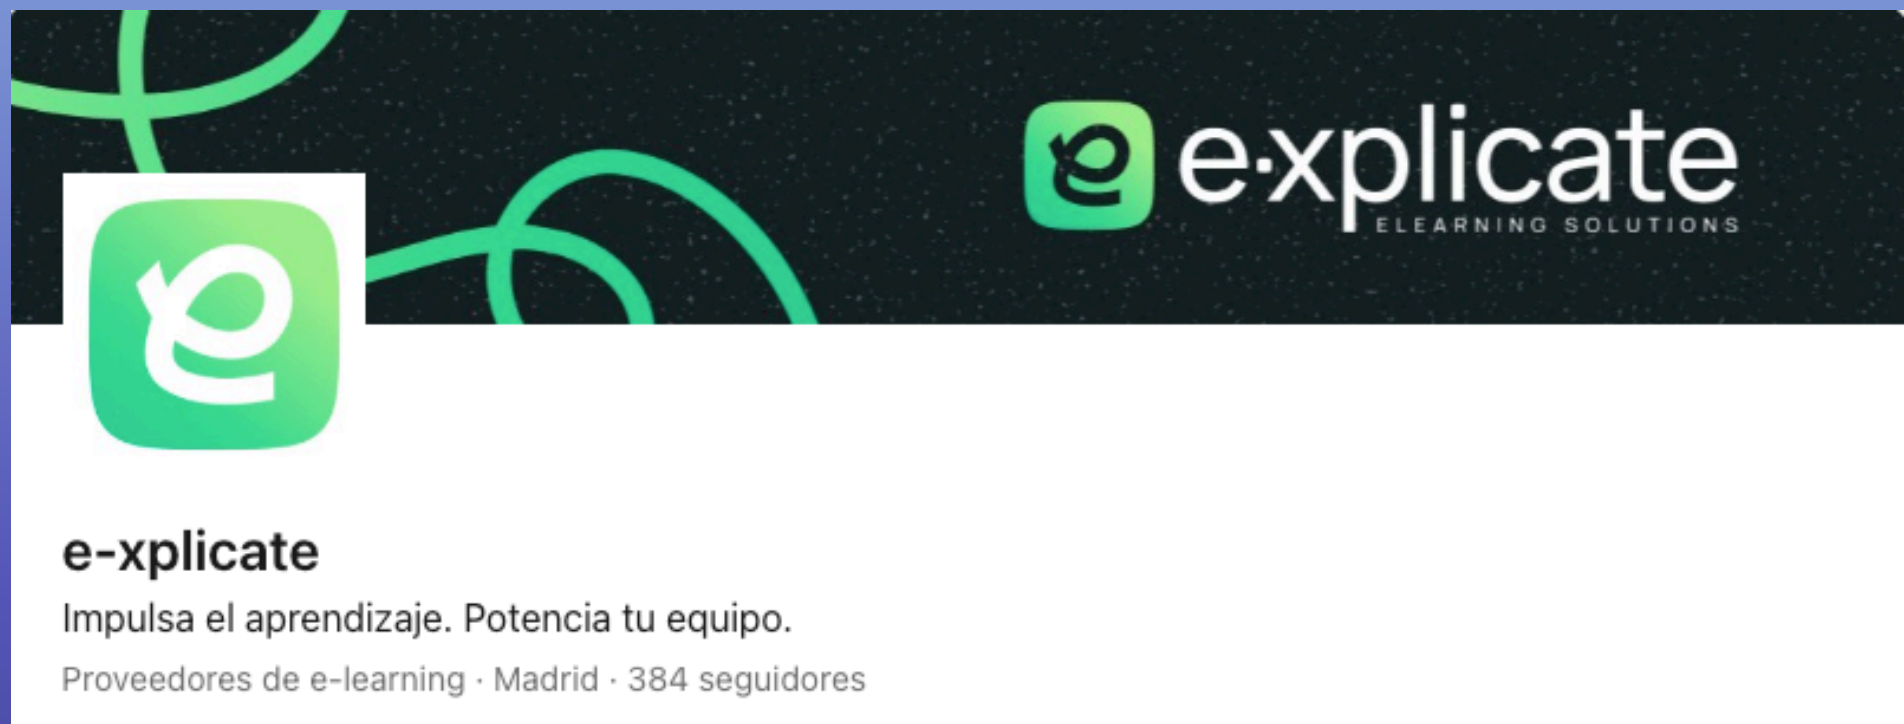 e·xplicate
ELEARNING SOLUTIONS
e-xplicate
Impulsa el aprendizaje. Potencia tu equipo.
Proveedores de e-learning · Madrid · 384 seguidores